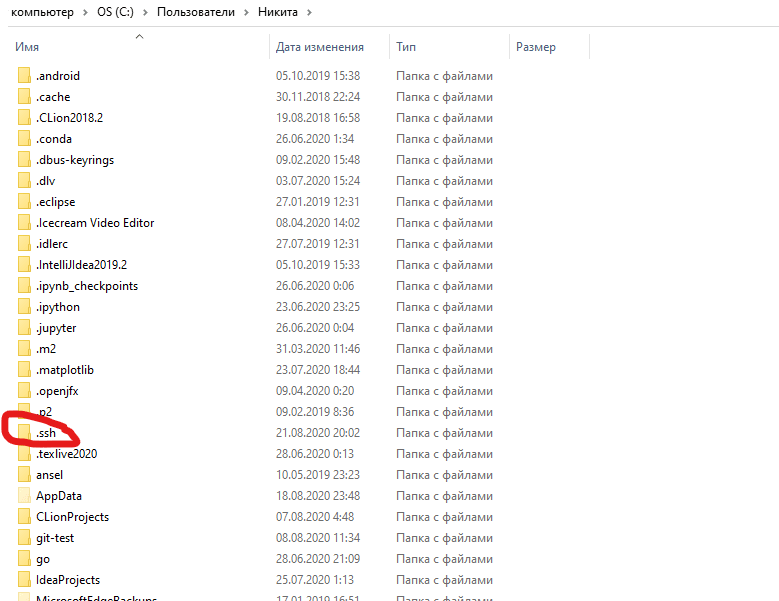 компьютер › OS (C:) › Пользователи › Никита ›
Имя Дата изменения Тип Размер
.android 05.10.2019 15:38 Папка с файлами
.cache 30.11.2018 22:24 Папка с файлами
.CLion2018.2 19.08.2018 16:58 Папка с файлами
.conda 26.06.2020 1:34 Папка с файлами
.dbus-keyrings 09.02.2020 15:48 Папка с файлами
.dlv 03.07.2020 15:24 Папка с файлами
.eclipse 27.01.2019 12:31 Папка с файлами
.Icecream Video Editor 08.04.2020 14:02 Папка с файлами
.idlerc 27.07.2019 12:31 Папка с файлами
.IntelliJIdea2019.2 05.10.2019 15:33 Папка с файлами
.ipynb_checkpoints 26.06.2020 0:06 Папка с файлами
.ipython 23.06.2020 23:25 Папка с файлами
.jupyter 26.06.2020 0:04 Папка с файлами
.m2 31.03.2020 11:46 Папка с файлами
.matplotlib 23.07.2020 18:44 Папка с файлами
.openjfx 09.04.2020 0:20 Папка с файлами
.p2 09.02.2019 8:36 Папка с файлами
.ssh 21.08.2020 20:02 Папка с файлами
.texlive2020 28.06.2020 0:13 Папка с файлами
ansel 10.05.2019 23:23 Папка с файлами
AppData 18.08.2020 23:48 Папка с файлами
CLionProjects 07.08.2020 4:48 Папка с файлами
git-test 08.08.2020 11:34 Папка с файлами
go 28.06.2020 21:09 Папка с файлами
IdeaProjects 25.07.2020 1:13 Папка с файлами
MicrosoftEdgeBackups 17.01.2019 16:51 Папка с файлами